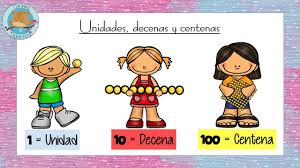 Unidades, decenas y centenas
1 = Unidad
10 = Decena
100 = Centena